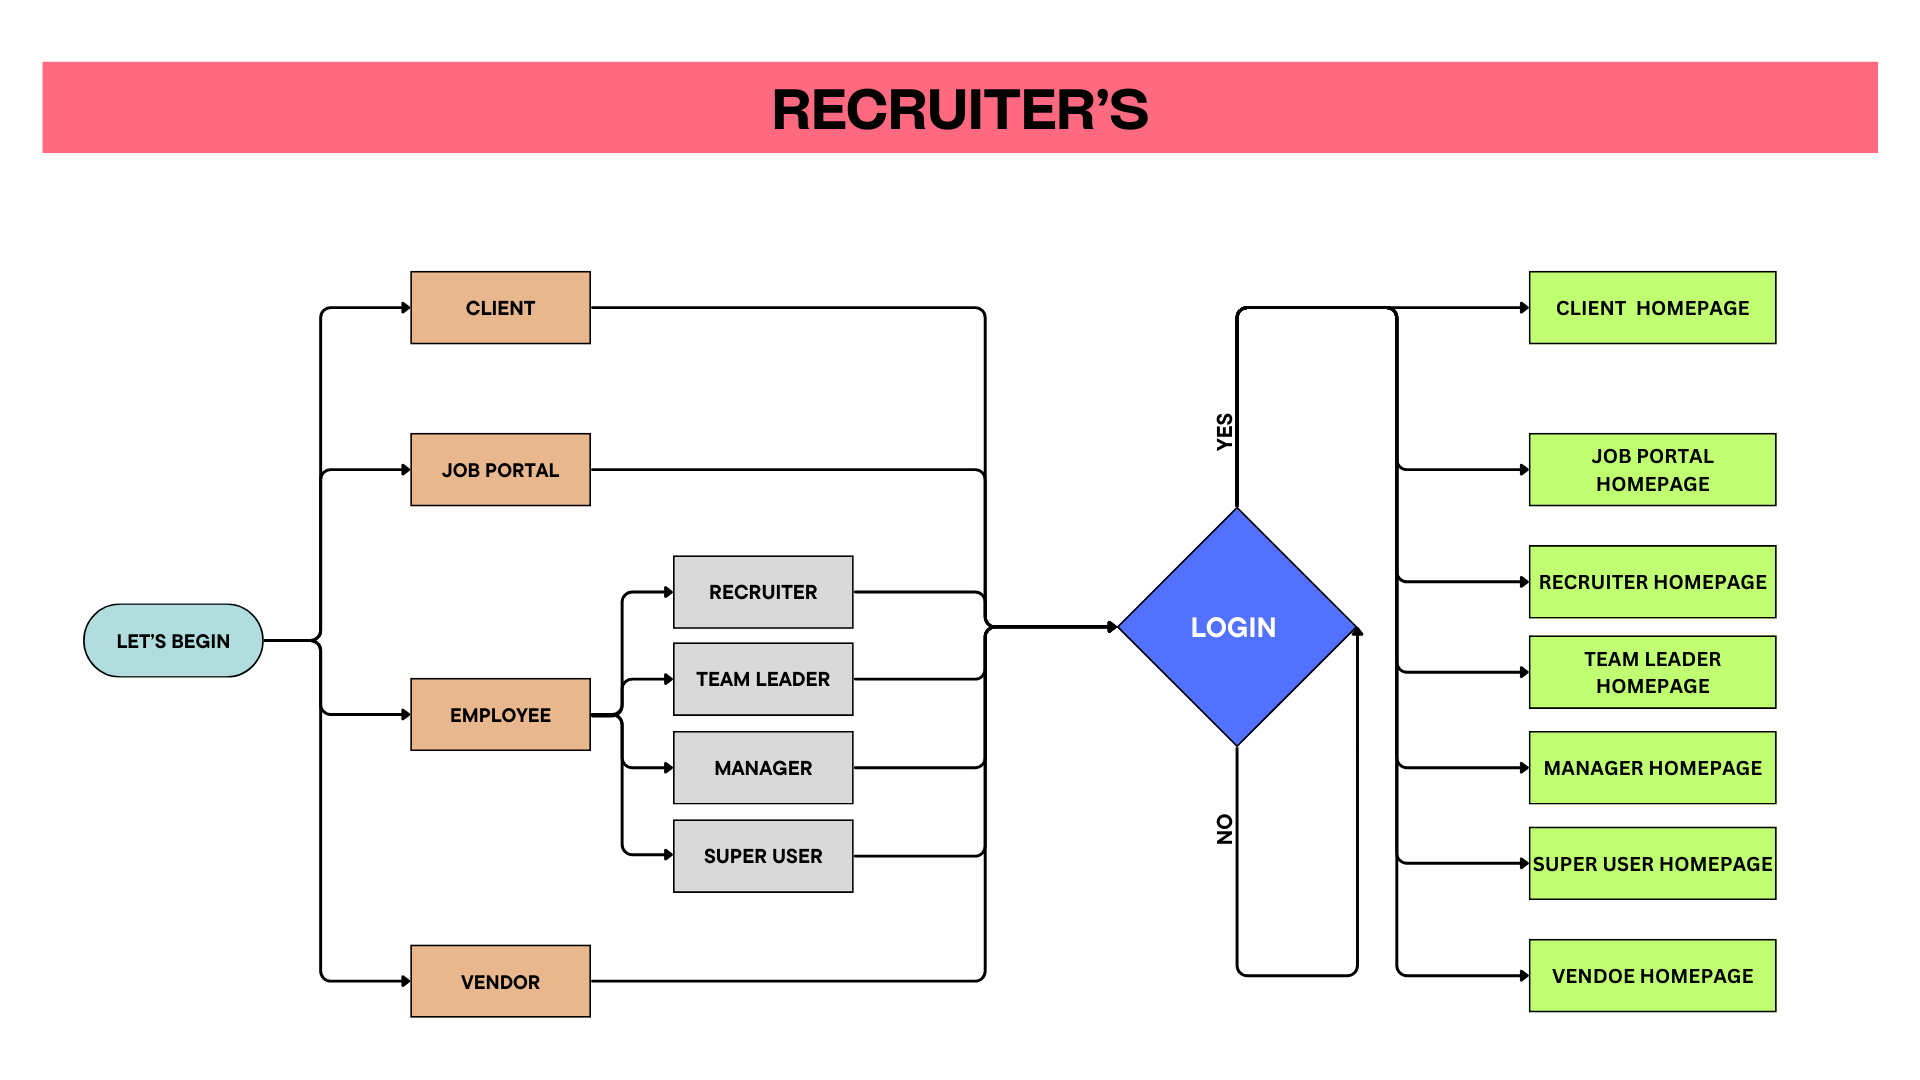 RECRUITER’S
CLIENT
JOB PORTAL
LET’S BEGIN
EMPLOYEE
VENDOR
RECRUITER
TEAM LEADER
MANAGER
SUPER USER
YES
LOGIN
NO
CLIENT  HOMEPAGE
JOB PORTAL
HOMEPAGE
RECRUITER HOMEPAGE
TEAM LEADER
HOMEPAGE
MANAGER HOMEPAGE
SUPER USER HOMEPAGE
VENDOE HOMEPAGE